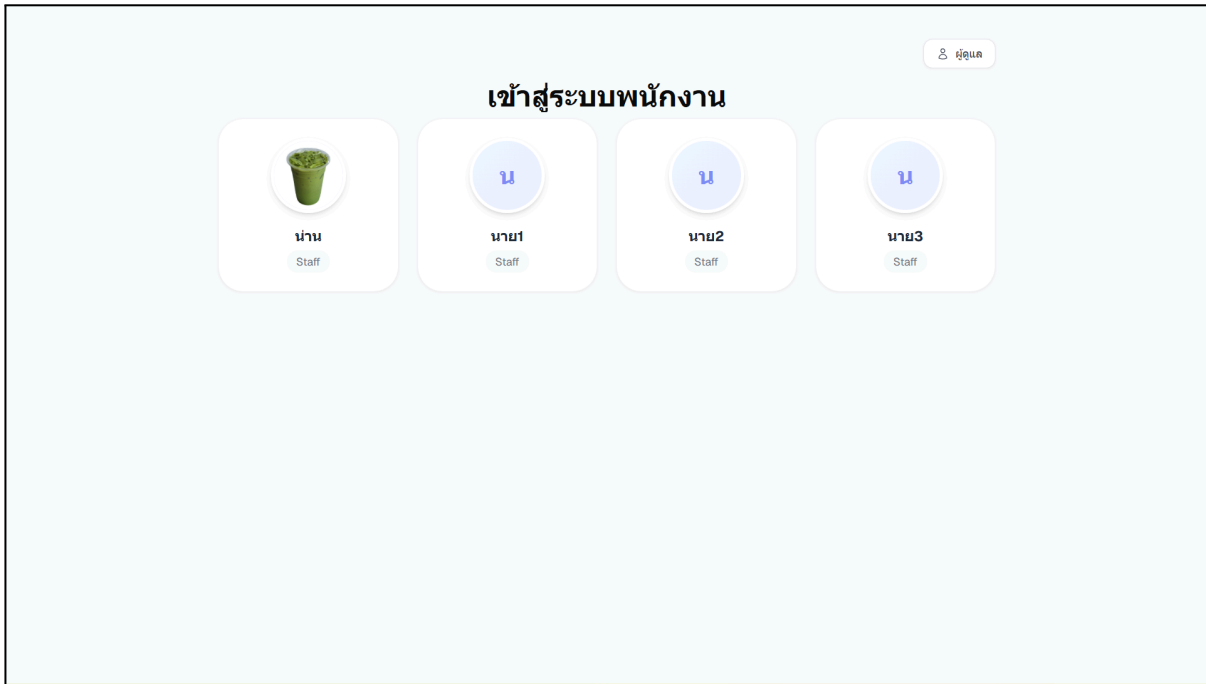 ผู้ดูแล
เข้าสู่ระบบพนักงาน
น น น
น่าน นาย1 นาย2 นาย3
Staff Staff Staff Staff